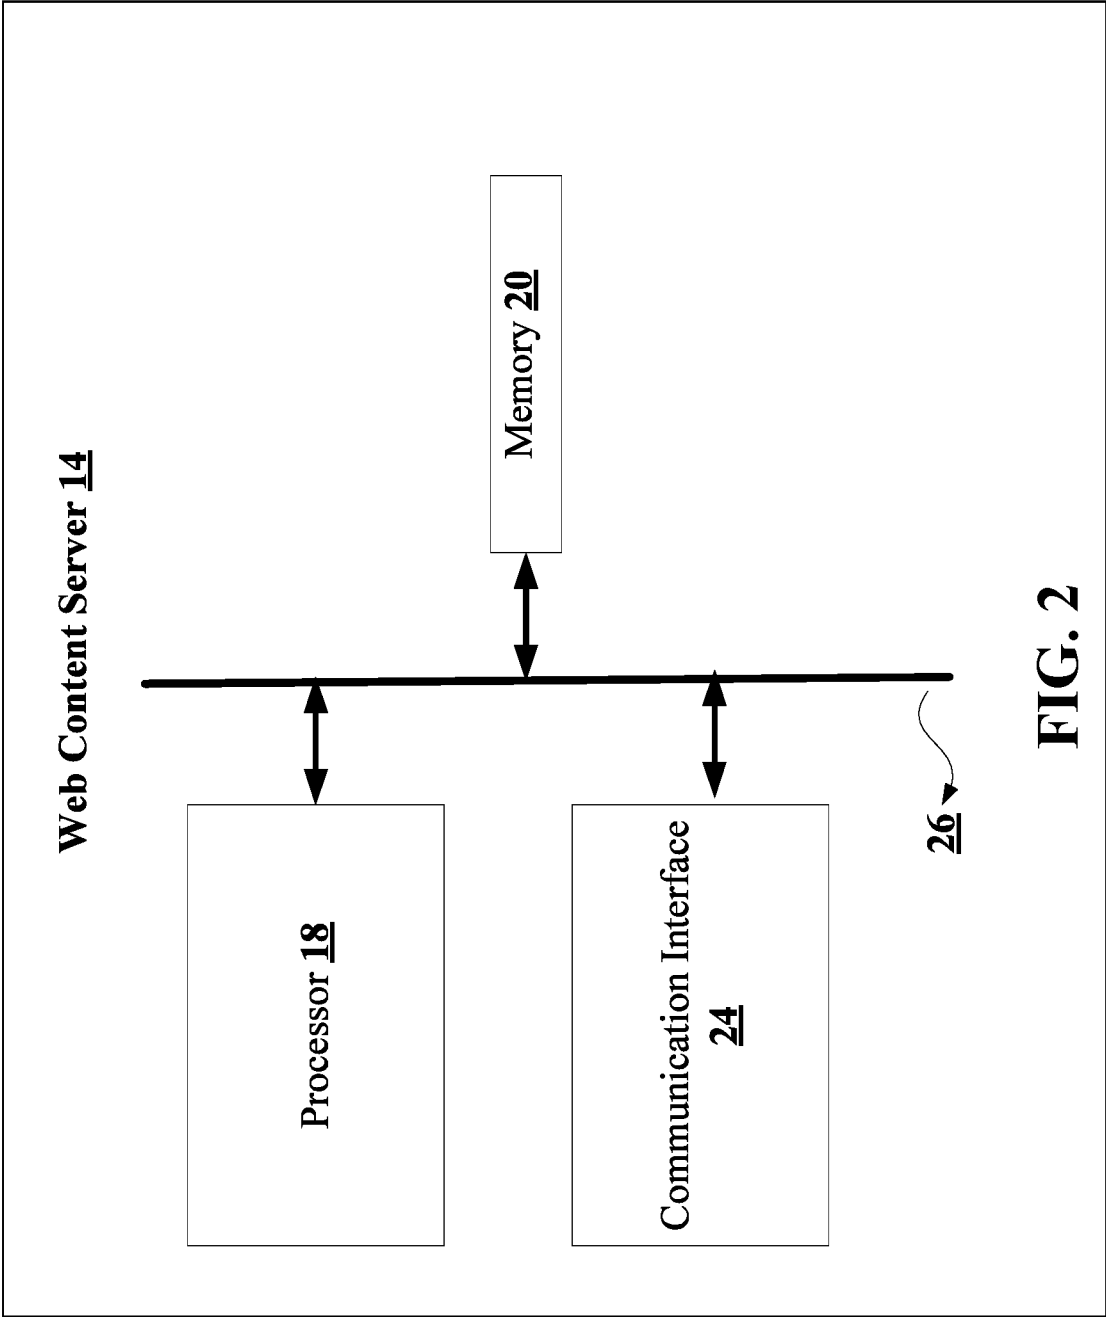 Web Content Server 14
Processor 18
Memory 20
Communication Interface
24
26
FIG. 2